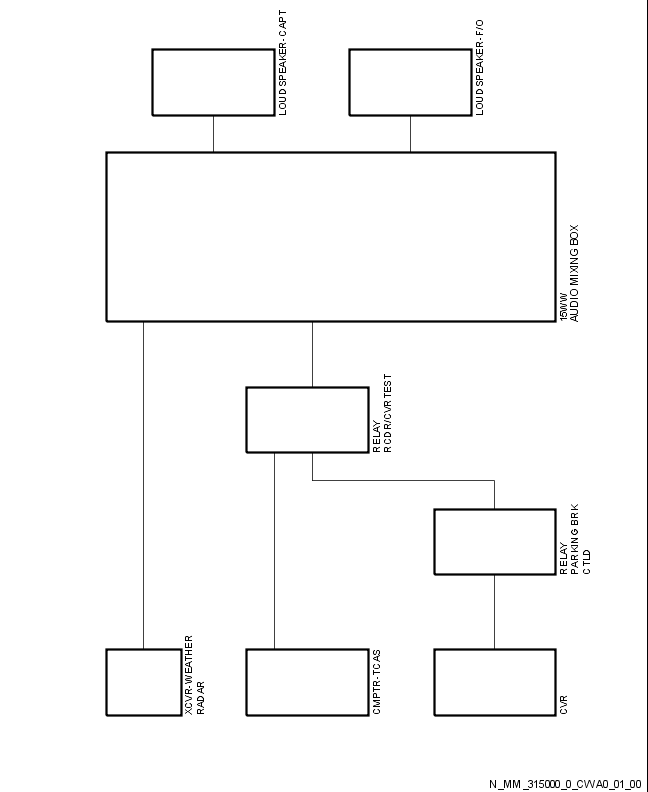 LOUDSPEAKER-CAPT
LOUDSPEAKER-F/O
15WW
AUDIO MIXING BOX
RELAY
RCDR/CVR TEST
RELAY
PARKING BRK
CTLD
XCVR-WEATHER
RADAR
CMPTR-TCAS
CVR
N_MM_315000_0_CWA0_01_00